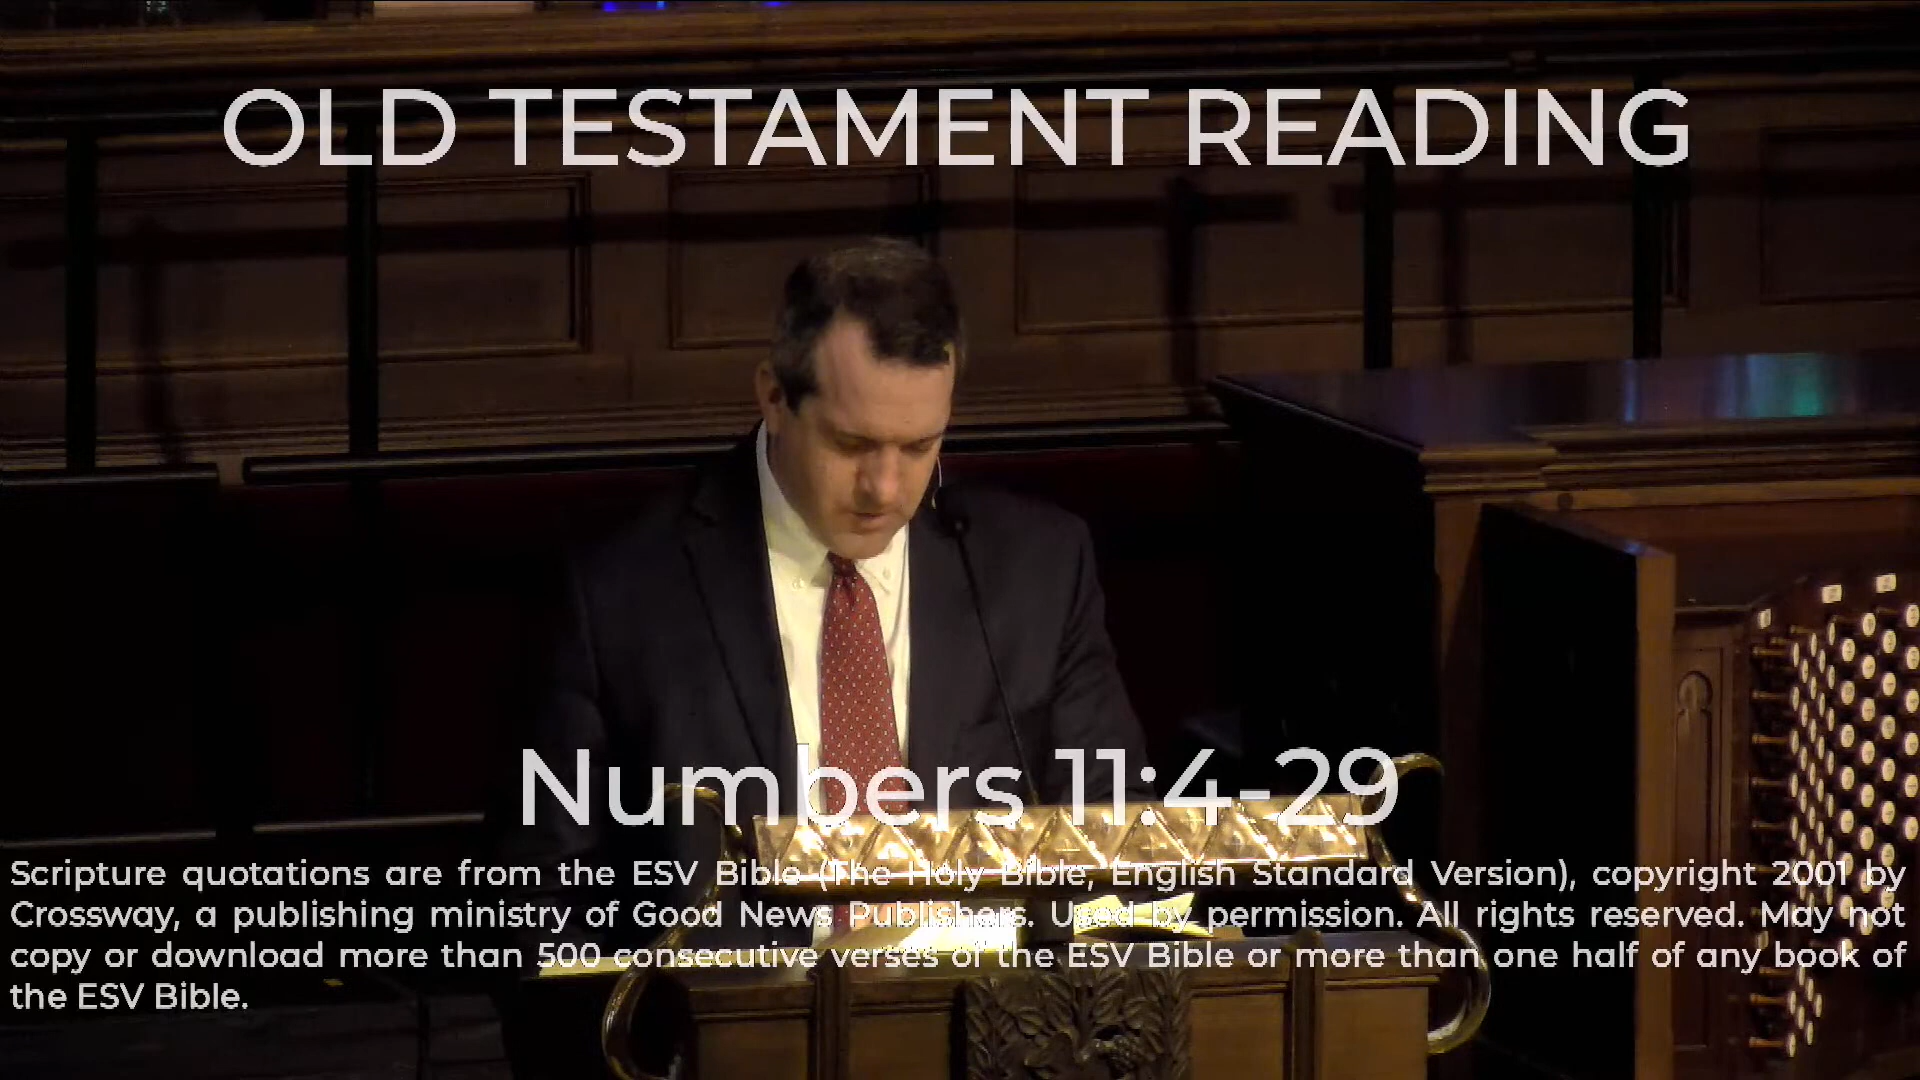 OLD TESTAMENT READING
Numbers 11:4-29
Scripture quotations are from the ESV Bible (The Holy Bible, English Standard Version), copyright 2001 by
Crossway, a publishing ministry of Good News Publishers. Used by permission. All rights reserved. May not
copy or download more than 500 consecutive verses of the ESV Bible or more than one half of any book of
the ESV Bible.